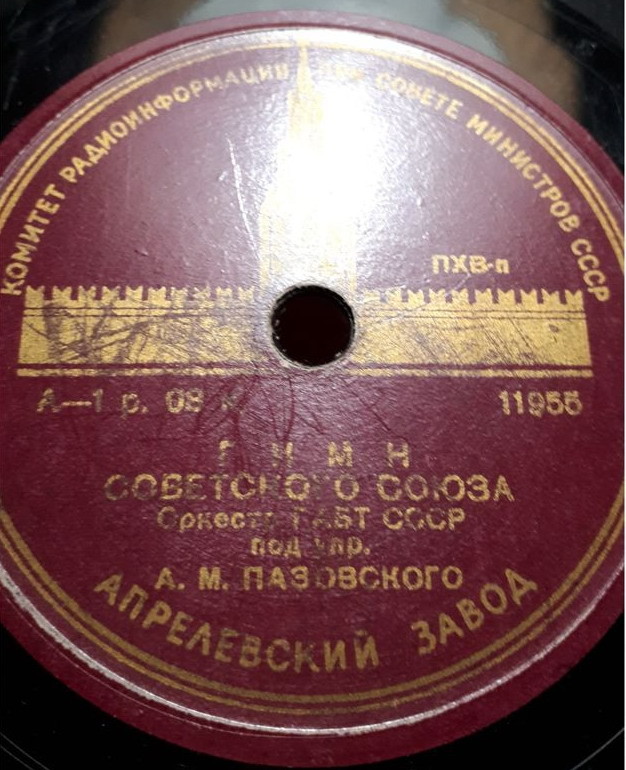 КОМИТЕТ РАДИОИНФОРМАЦИИ ПРИ СОВЕТЕ МИНИСТРОВ СССР
ПХВ-п
А—1 р. 08 к
11955
ГИМН
СОВЕТСКОГО СОЮЗА
Оркестр ГАБТ СССР
под упр.
А. М. ПАЗОВСКОГО
АПРЕЛЕВСКИЙ ЗАВОД